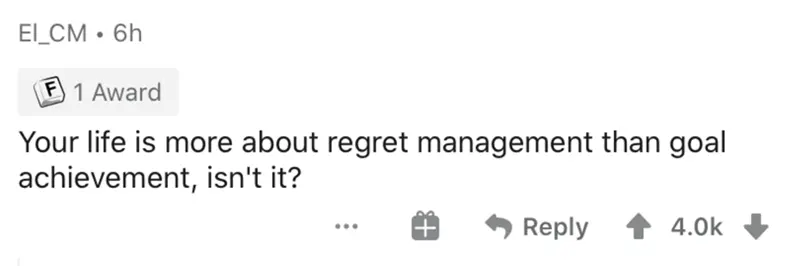 El_CM • 6h
F 1 Award
Your life is more about regret management than goal
achievement, isn't it?
... Reply 4.0k